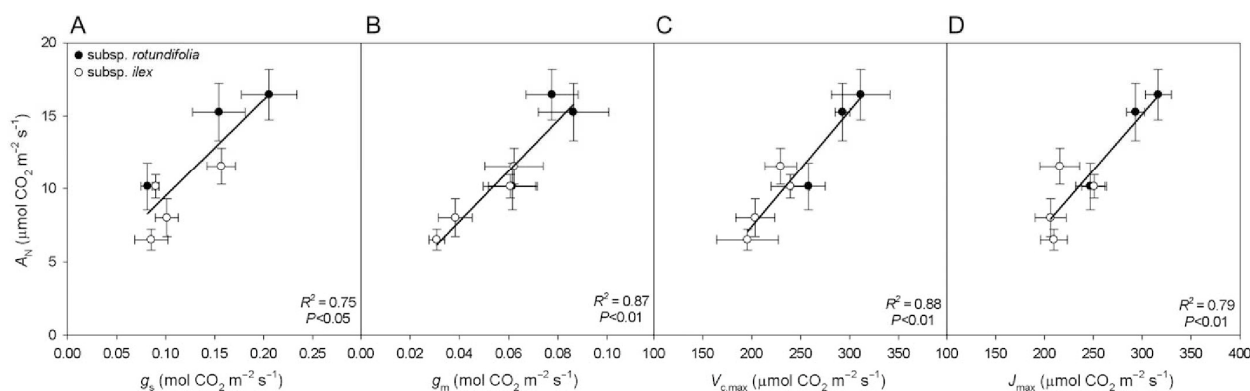 A
B
C
D
subsp. rotundifolia
subsp. ilex
A_N (μmol CO₂ m⁻² s⁻¹)
20
15
10
5
0
R² = 0.75
P<0.05
R² = 0.87
P<0.01
R² = 0.88
P<0.01
R² = 0.79
P<0.01
0.00 0.05 0.10 0.15 0.20 0.25 0.00 0.02 0.04 0.06 0.08 0.10 100 150 200 250 300 350 100 150 200 250 300 350 400
g_s (mol CO₂ m⁻² s⁻¹)
g_m (mol CO₂ m⁻² s⁻¹)
V_c,max (μmol CO₂ m⁻² s⁻¹)
J_max (μmol CO₂ m⁻² s⁻¹)